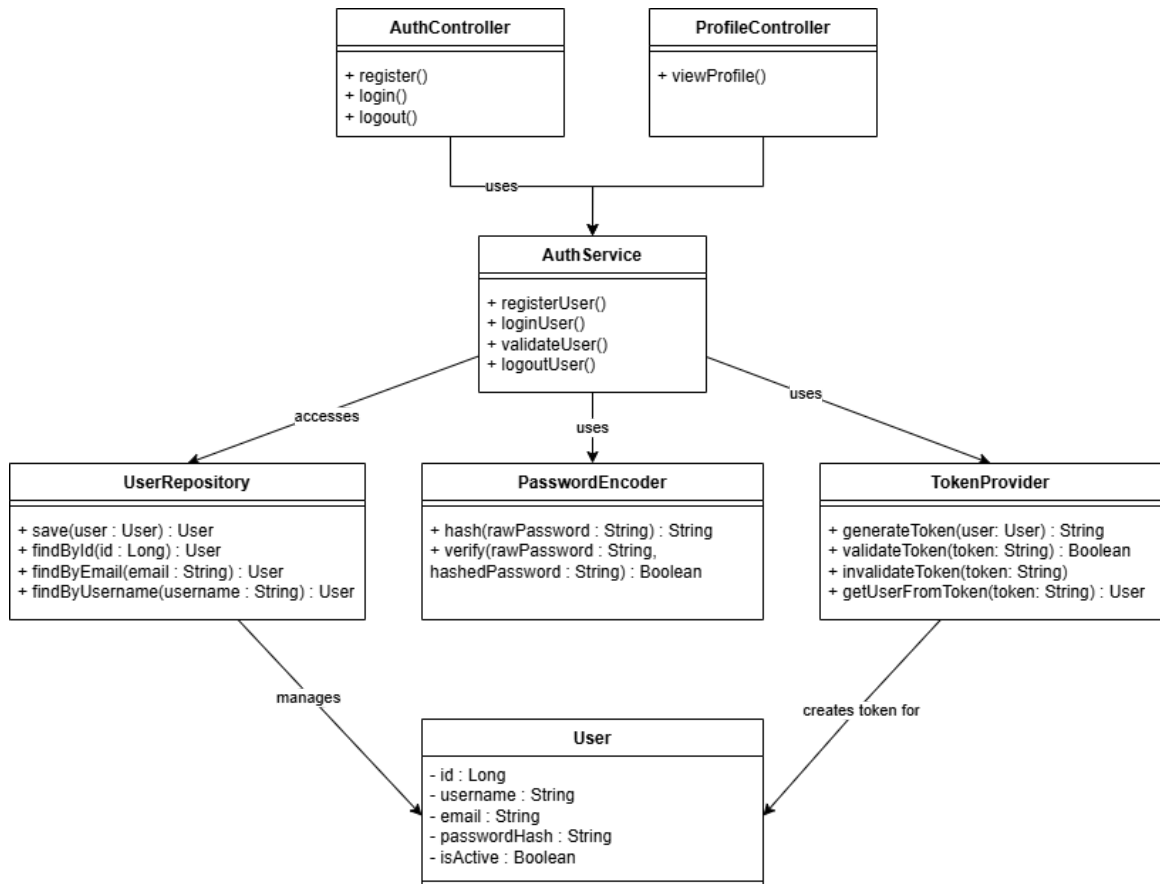 AuthController
+ register()
+ login()
+ logout()
ProfileController
+ viewProfile()
uses
AuthService
+ registerUser()
+ loginUser()
+ validateUser()
+ logoutUser()
accesses
uses
uses
UserRepository
+ save(user : User) : User
+ findById(id : Long) : User
+ findByEmail(email : String) : User
+ findByUsername(username : String) : User
PasswordEncoder
+ hash(rawPassword : String) : String
+ verify(rawPassword : String,
hashedPassword : String) : Boolean
TokenProvider
+ generateToken(user: User) : String
+ validateToken(token: String) : Boolean
+ invalidateToken(token: String)
+ getUserFromToken(token: String) : User
manages
creates token for
User
- id : Long
- username : String
- email : String
- passwordHash : String
- isActive : Boolean